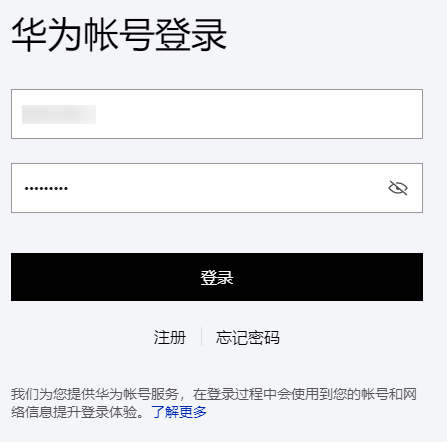 华为帐号登录
•••••••••
登录
注册 忘记密码
我们为您提供华为帐号服务，在登录过程中会使用到您的帐号和网
络信息提升登录体验。了解更多